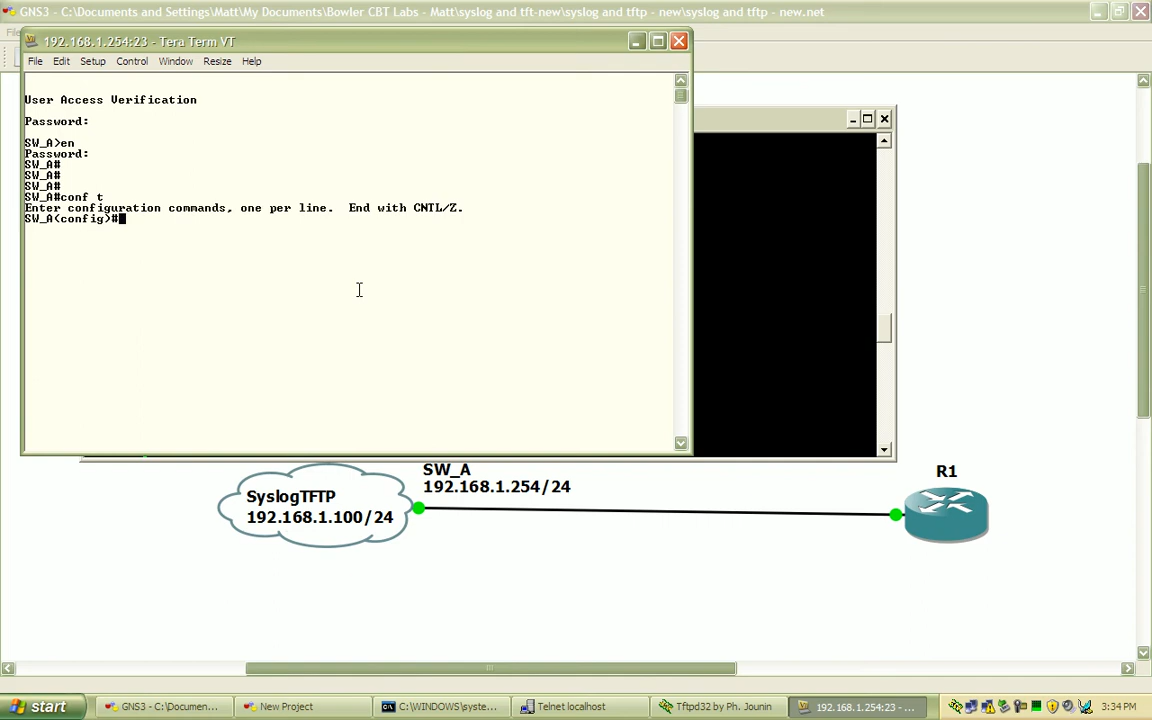 GNS3 - C:\Documents and Settings\Matt\My Documents\Bowler CBT Labs - Matt\syslog and tft-new\syslog and tftp - new\syslog and tftp - new.net
192.168.1.254:23 - Tera Term VT
File Edit Setup Control Window Resize Help
User Access Verification
Password:
SW_A>en
Password:
SW_A#
SW_A#
SW_A#
SW_A#conf t
Enter configuration commands, one per line.  End with CNTL/Z.
SW_A(config)#
SW_A
192.168.1.254/24
R1
SyslogTFTP
192.168.1.100/24
start
GNS3 - C:\Documen...
New Project
C:\WINDOWS\syste...
Telnet localhost
Tftpd32 by Ph. Jounin
192.168.1.254:23 - ...
3:34 PM